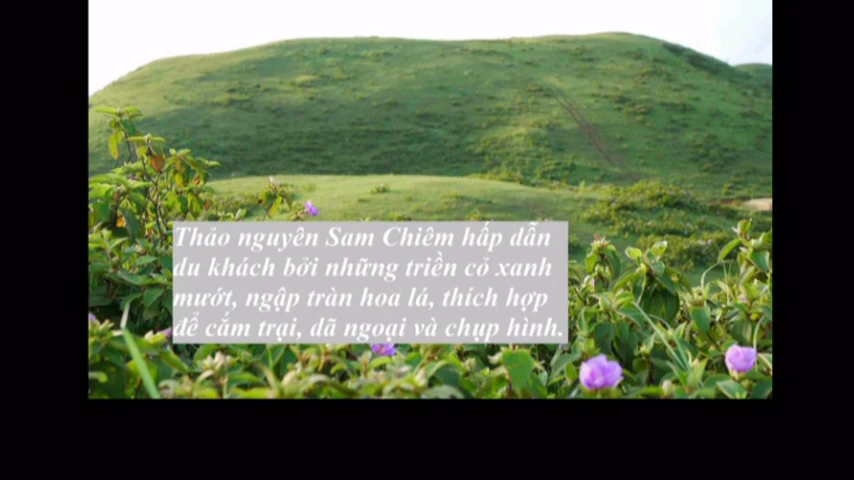 Thảo nguyên Sam Chiêm hấp dẫn
du khách bởi những triền cỏ xanh
mướt, ngập tràn hoa lá, thích hợp
để cắm trại, dã ngoại và chụp hình.